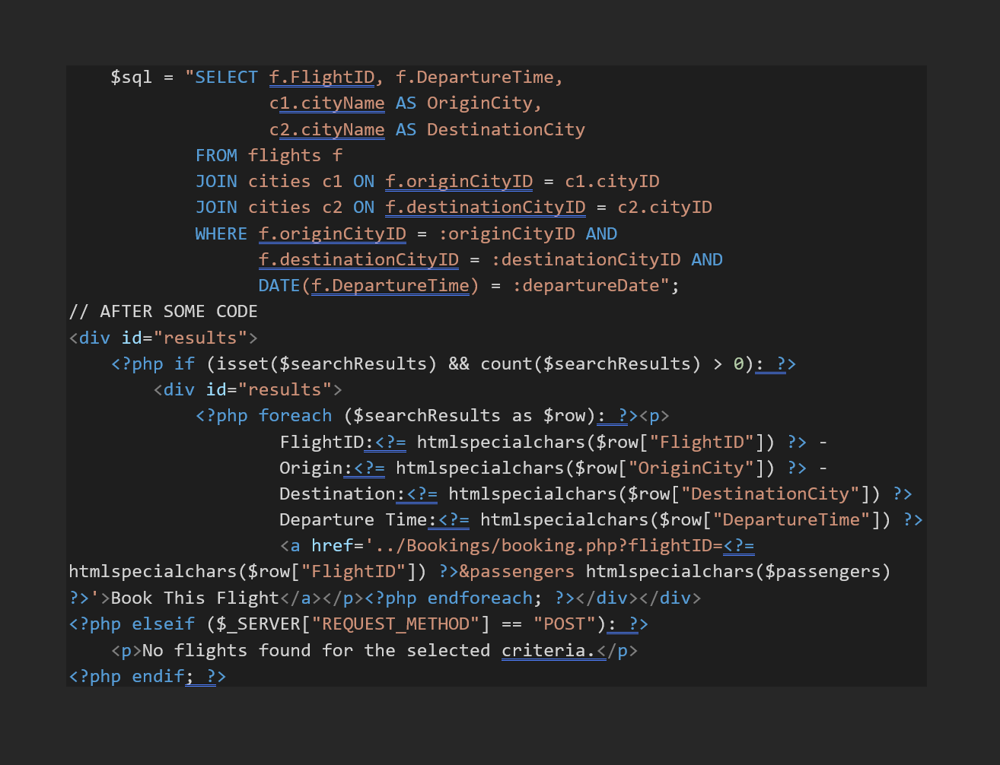 $sql = "SELECT f.FlightID, f.DepartureTime,
c1.cityName AS OriginCity,
c2.cityName AS DestinationCity
FROM flights f
JOIN cities c1 ON f.originCityID = c1.cityID
JOIN cities c2 ON f.destinationCityID = c2.cityID
WHERE f.originCityID = :originCityID AND
f.destinationCityID = :destinationCityID AND
DATE(f.DepartureTime) = :departureDate";
// AFTER SOME CODE
<div id="results">
<?php if (isset($searchResults) && count($searchResults) > 0): ?>
<div id="results">
<?php foreach ($searchResults as $row): ?><p>
FlightID:<?= htmlspecialchars($row["FlightID"]) ?> -
Origin:<?= htmlspecialchars($row["OriginCity"]) ?> -
Destination:<?= htmlspecialchars($row["DestinationCity"]) ?>
Departure Time:<?= htmlspecialchars($row["DepartureTime"]) ?>
<a href='../Bookings/booking.php?flightID=<?=
htmlspecialchars($row["FlightID"]) ?>&passengers htmlspecialchars($passengers)
?>'>Book This Flight</a></p><?php endforeach; ?></div></div>
<?php elseif ($_SERVER["REQUEST_METHOD"] == "POST"): ?>
<p>No flights found for the selected criteria.</p>
<?php endif; ?>